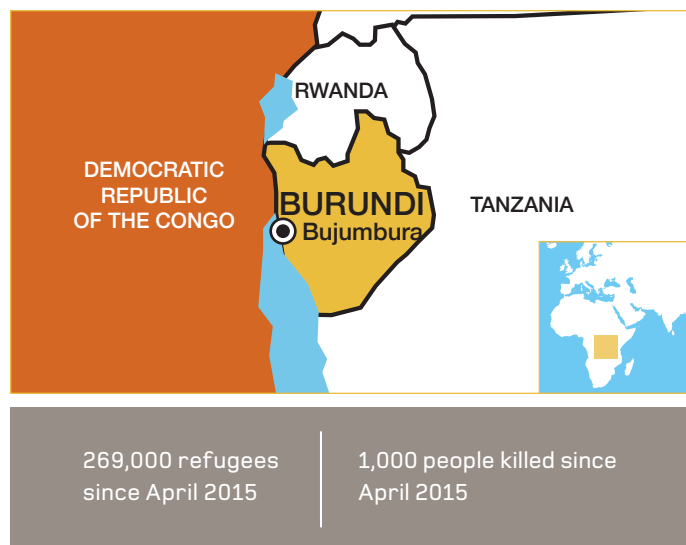 RWANDA
DEMOCRATIC
REPUBLIC
OF THE CONGO
BURUNDI
TANZANIA
Bujumbura
269,000 refugees
since April 2015
1,000 people killed since
April 2015